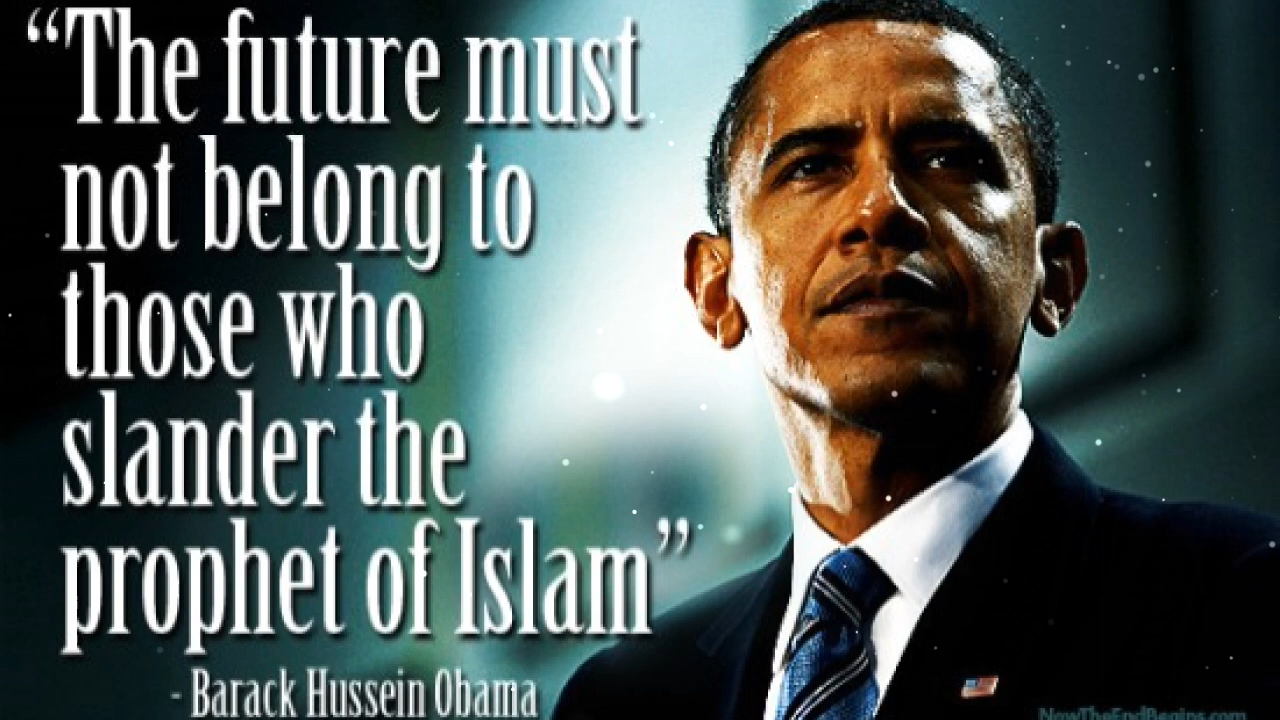 “The future must
not belong to
those who
slander the
prophet of Islam”
- Barack Hussein Obama
NowTheEndBegins.com